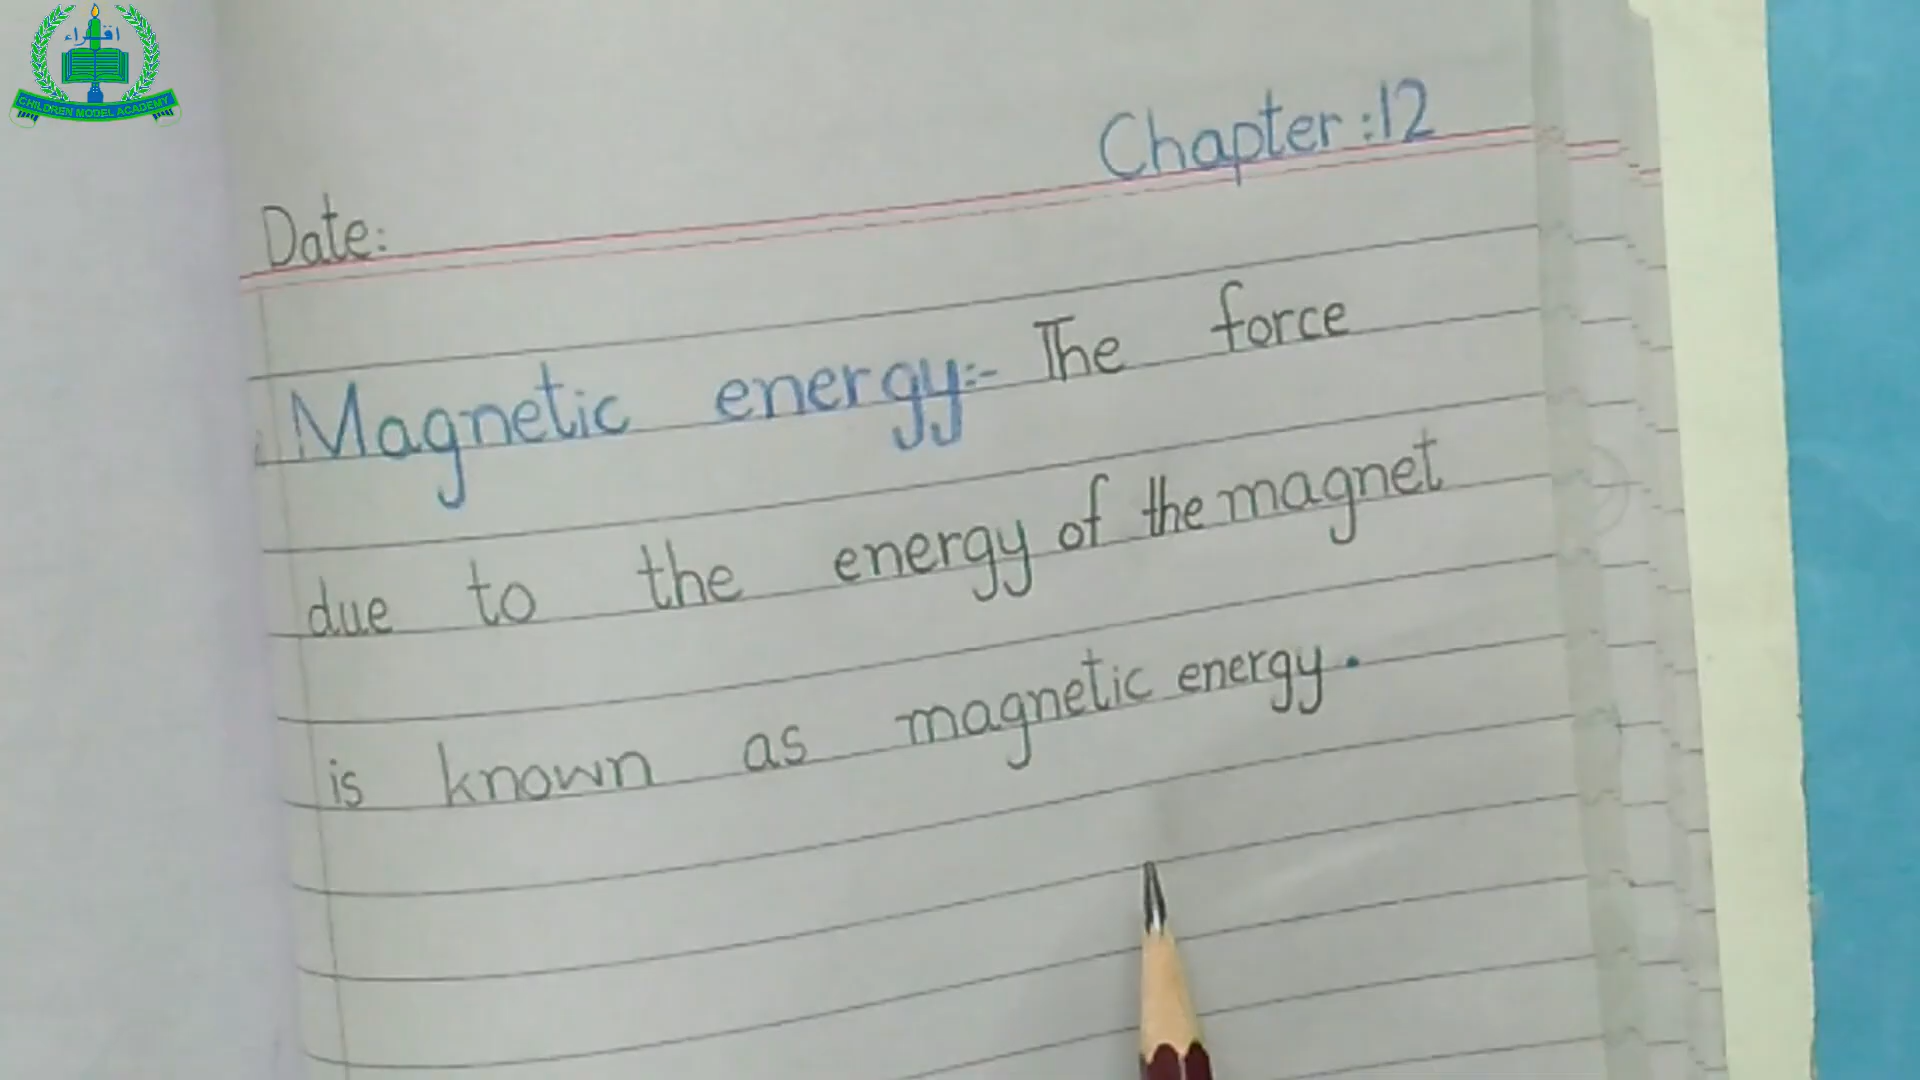 اقراء
CHILDREN MODEL ACADEMY
Chapter:12
Date:
Magnetic energy:- The force
due to the energy of the magnet
is known as magnetic energy.